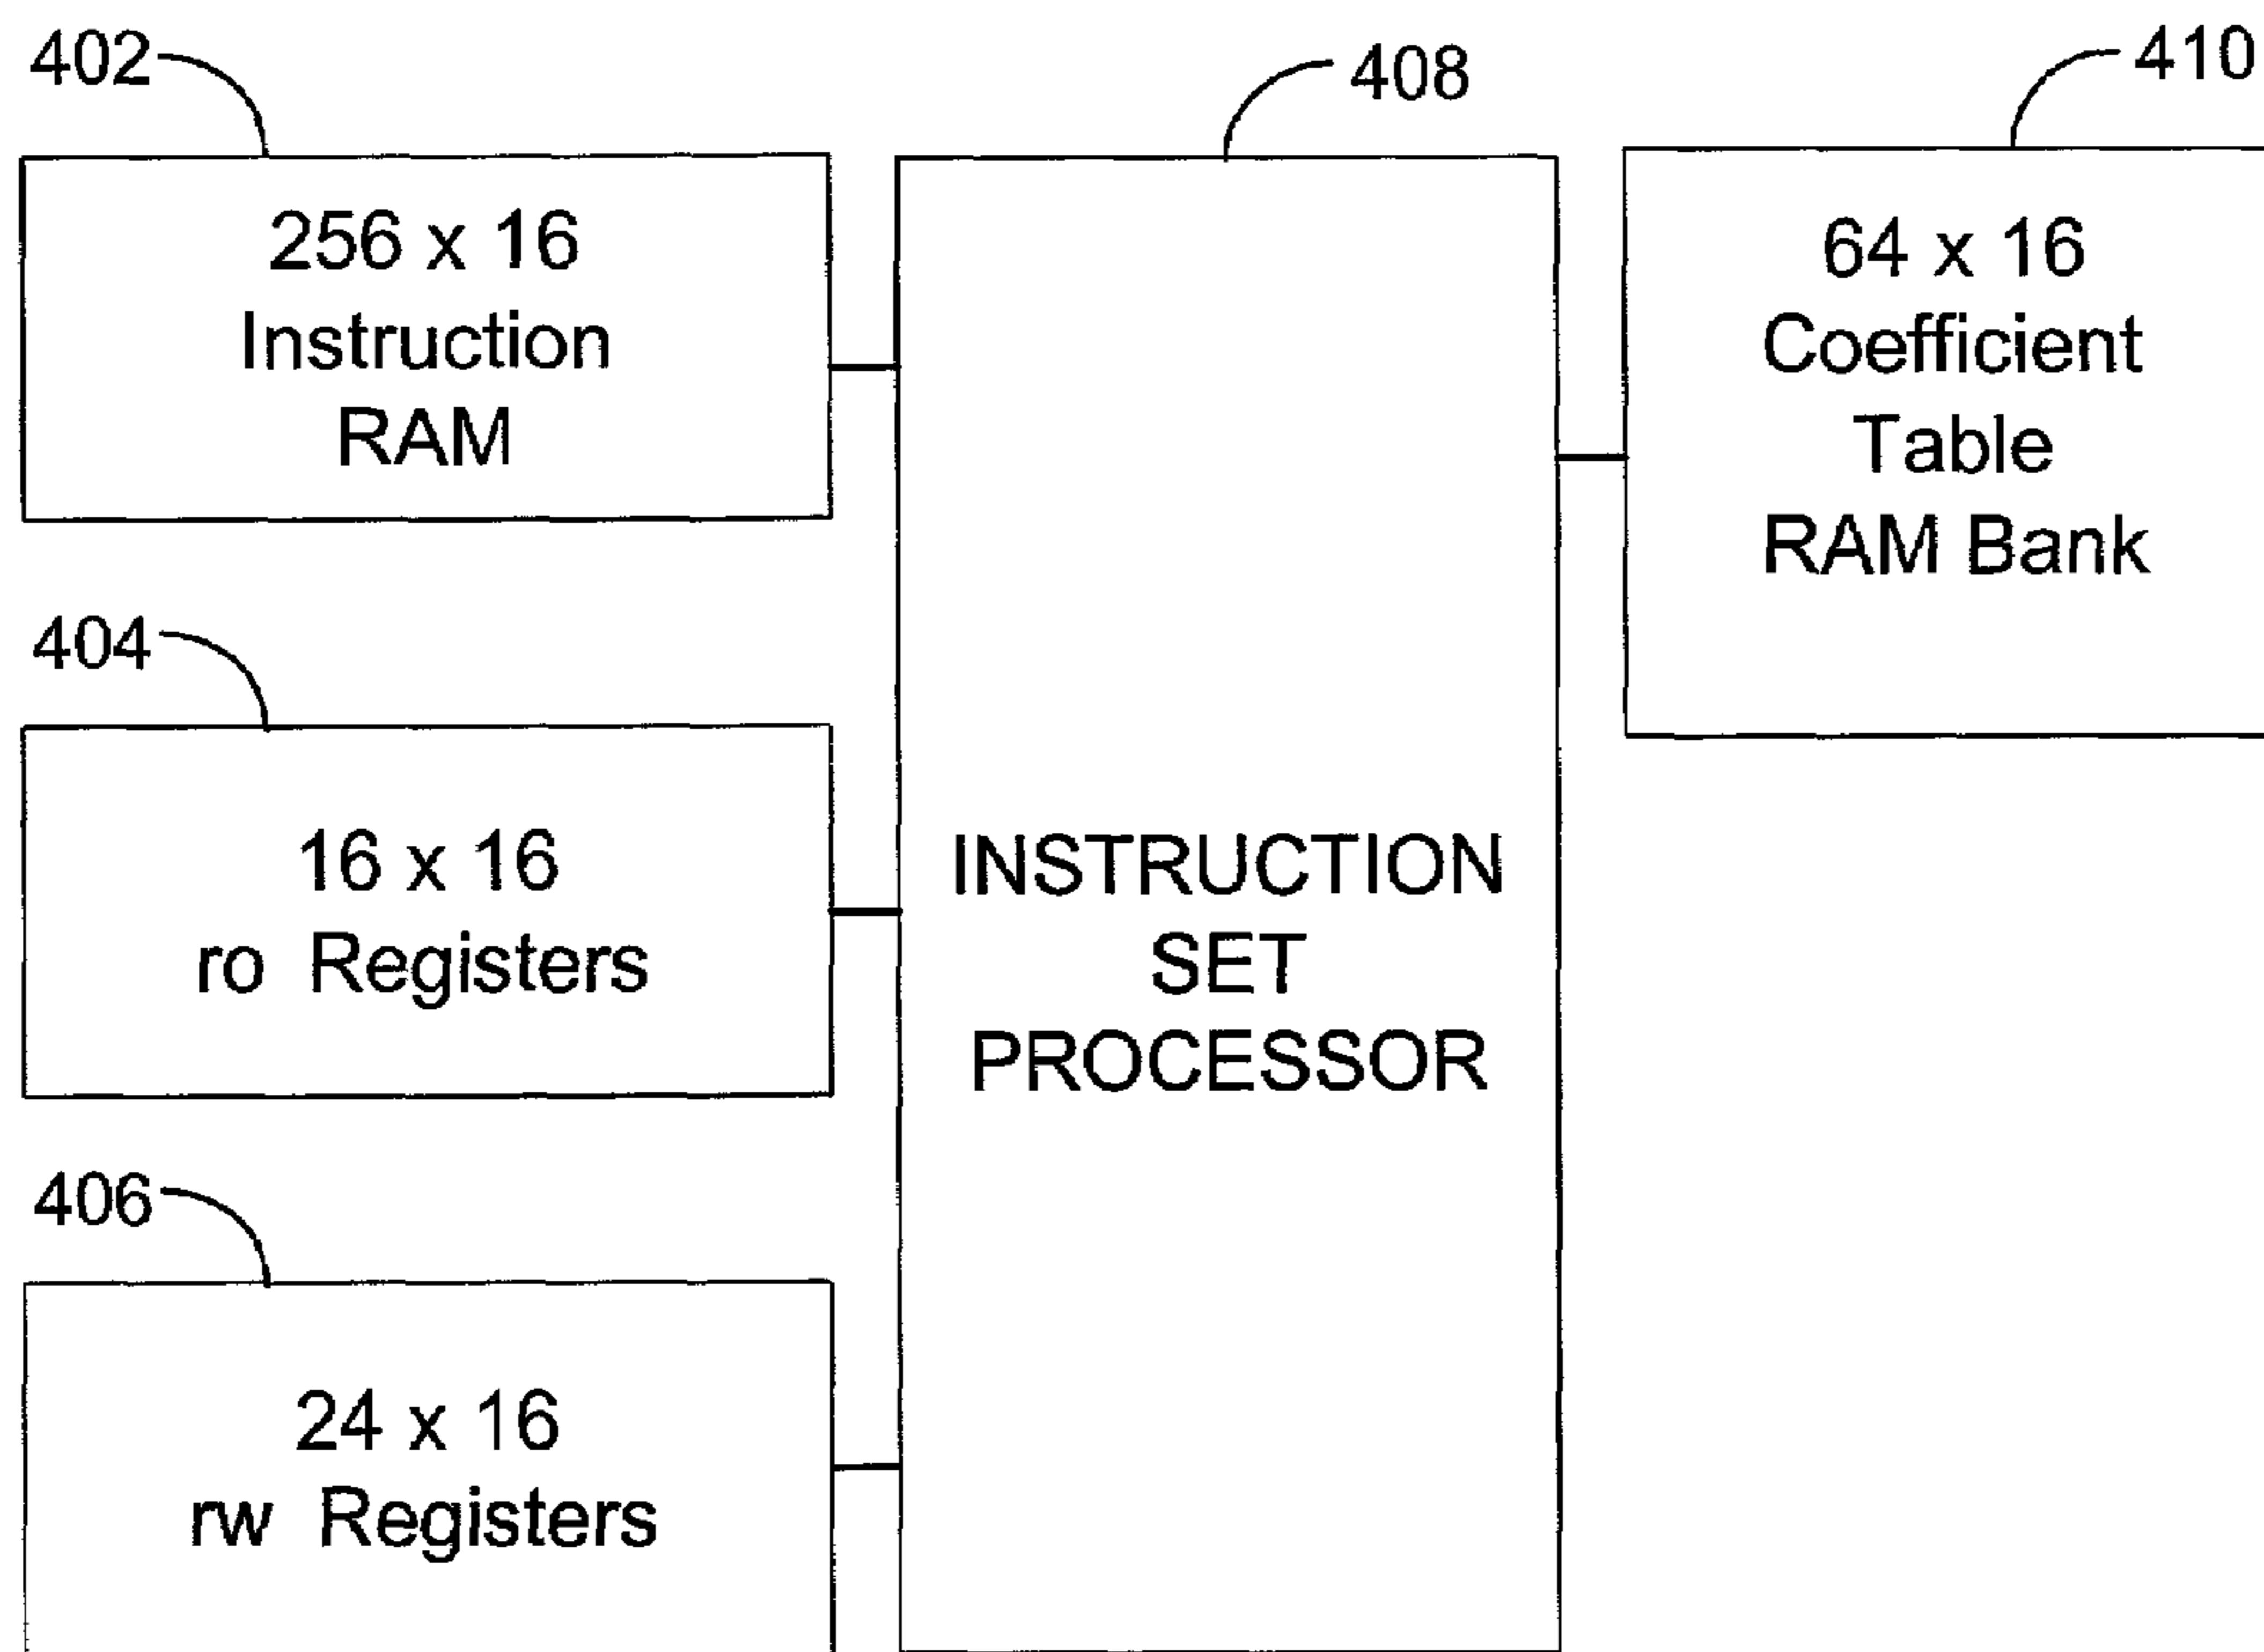 402
408
410
256 x 16
Instruction
RAM
64 x 16
Coefficient
Table
RAM Bank
404
16 x 16
ro Registers
INSTRUCTION
SET
PROCESSOR
406
24 x 16
rw Registers